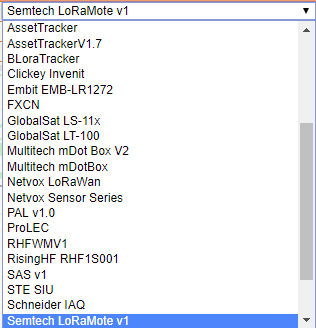 Semtech LoRaMote v1
AssetTracker
AssetTrackerV1.7
BLoraTracker
Clickey Invenit
Embit EMB-LR1272
FXCN
GlobalSat LS-11x
GlobalSat LT-100
Multitech mDot Box V2
Multitech mDotBox
Netvox LoRaWan
Netvox Sensor Series
PAL v1.0
ProLEC
RHFWMV1
RisingHF RHF1S001
SAS v1
STE SIU
Schneider IAQ
Semtech LoRaMote v1